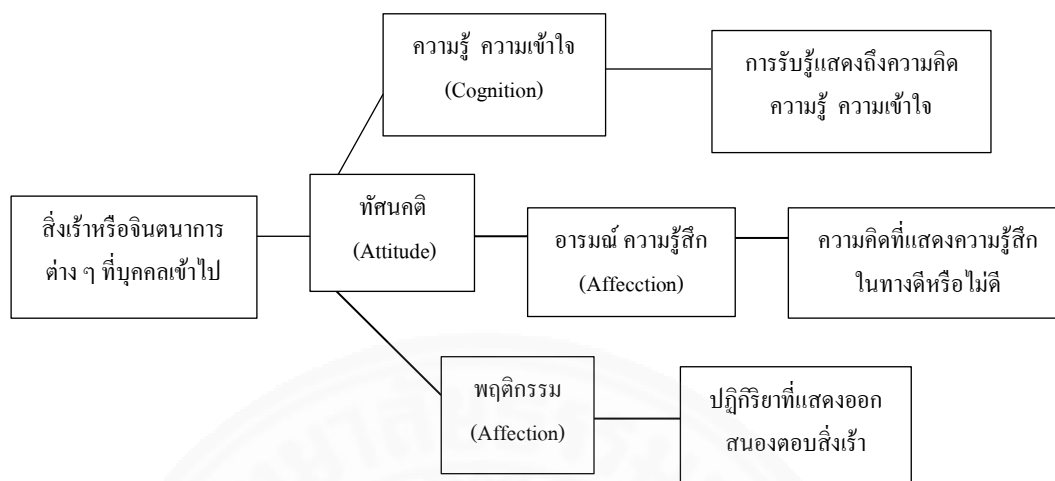 ความรู้ ความเข้าใจ
(Cognition)
การรับรู้แสดงถึงความคิด
ความรู้ ความเข้าใจ
สิ่งเร้าหรือจินตนาการ
ต่าง ๆ ที่บุคคลเข้าไป
ทัศนคติ
(Attitude)
อารมณ์ ความรู้สึก
(Affecction)
ความคิดที่แสดงความรู้สึก
ในทางดีหรือไม่ดี
พฤติกรรม
(Affection)
ปฏิกิริยาที่แสดงออก
สนองตอบสิ่งเร้า